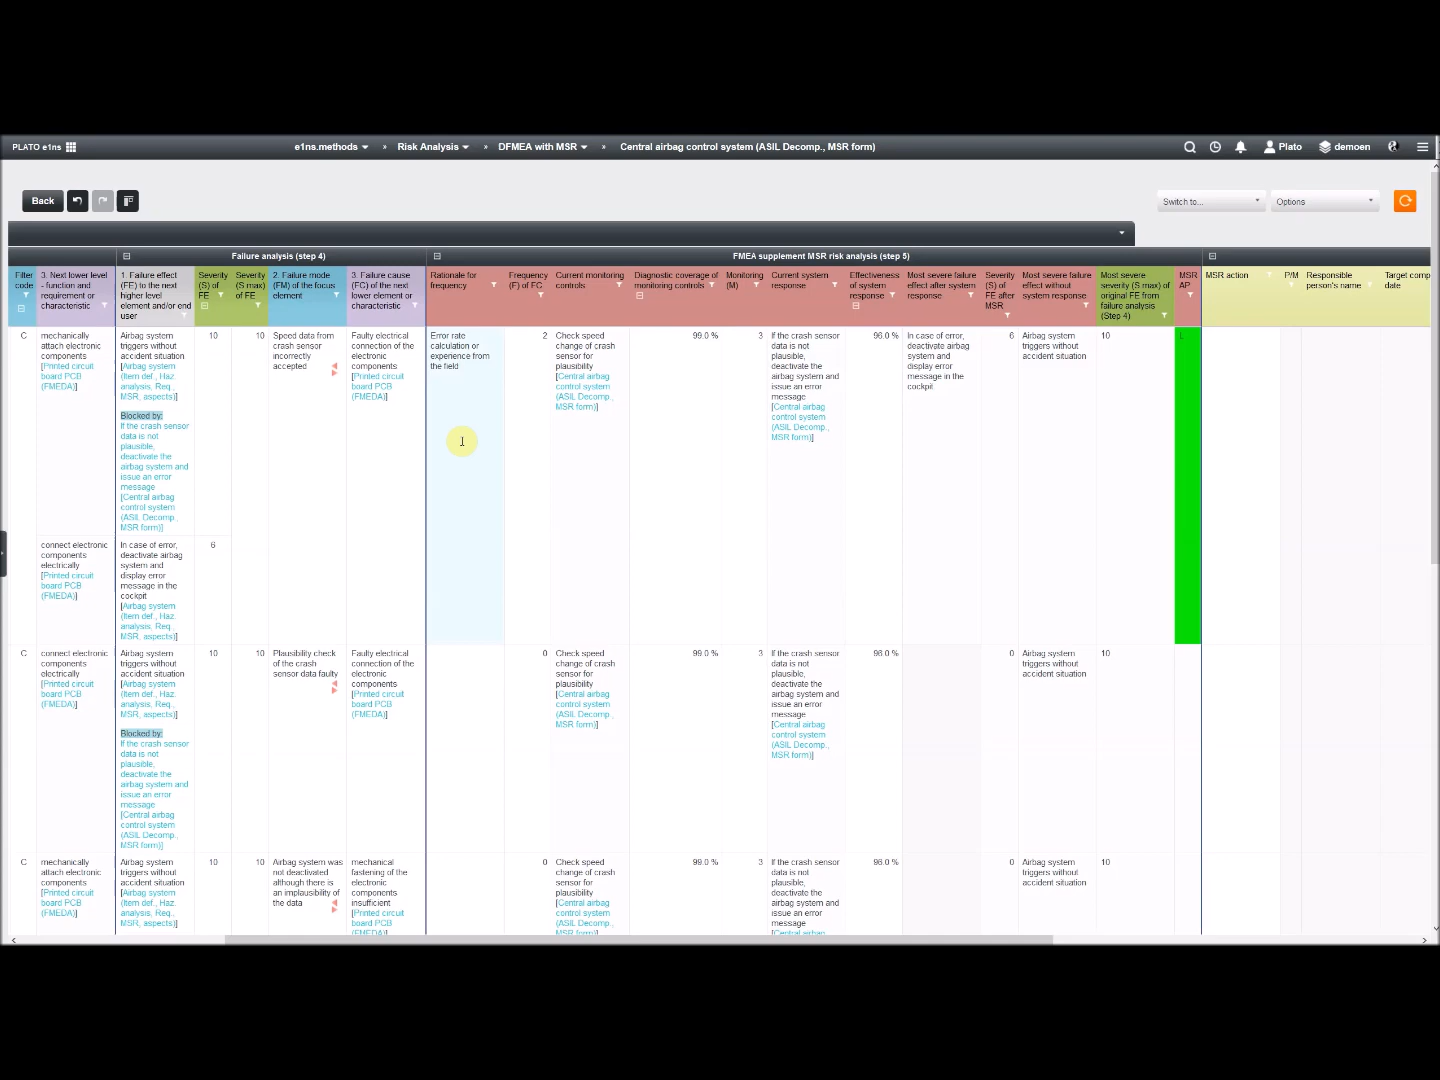 PLATO e1ns
e1ns.methods » Risk Analysis » DFMEA with MSR » Central airbag control system (ASIL Decomp., MSR form)
Plato
demoen
Back
Switch to...
Options
Failure analysis (step 4)
FMEA supplement MSR risk analysis (step 5)
Filter
code
3. Next lower level
- function and
requirement or
characteristic
1. Failure effect
(FE) to the next
higher level
element and/or end
user
Severity
(S) of
FE
Severity
(S max)
of FE
2. Failure mode
(FM) of the focus
element
3. Failure cause
(FC) of the next
lower element or
characteristic
Rationale for
frequency
Frequency
(F) of FC
Current monitoring
controls
Diagnostic coverage of
monitoring controls
Monitoring
(M)
Current system
response
Effectiveness
of system
response
Most severe failure
effect after system
response
Severity
(S) of
FE after
MSR
Most severe failure
effect without
system response
Most severe
severity (S max) of
original FE from
failure analysis
(Step 4)
MSR
AP
MSR action
P/M
Responsible
person's name
Target comp
date
C
mechanically
attach electronic
components
[Printed circuit
board PCB
(FMEDA)]
Airbag system
triggers without
accident situation
[Airbag system
(Item def., Haz.
analysis, Req.,
MSR, aspects)]
Blocked by:
If the crash sensor
data is not
plausible,
deactivate the
airbag system and
issue an error
message
[Central airbag
control system
(ASIL Decomp.,
MSR form)]
10
10
Speed data from
crash sensor
incorrectly
accepted
Faulty electrical
connection of the
electronic
components
[Printed circuit
board PCB
(FMEDA)]
Error rate
calculation or
experience from
the field
2
Check speed
change of crash
sensor for
plausibility
[Central airbag
control system
(ASIL Decomp.,
MSR form)]
99.0 %
3
If the crash sensor
data is not
plausible,
deactivate the
airbag system and
issue an error
message
[Central airbag
control system
(ASIL Decomp.,
MSR form)]
96.0 %
In case of error,
deactivate airbag
system and
display error
message in the
cockpit
6
Airbag system
triggers without
accident situation
10
L
connect electronic
components
electrically
[Printed circuit
board PCB
(FMEDA)]
In case of error,
deactivate airbag
system and
display error
message in the
cockpit
[Airbag system
(Item def., Haz.
analysis, Req.,
MSR, aspects)]
6
C
connect electronic
components
electrically
[Printed circuit
board PCB
(FMEDA)]
Airbag system
triggers without
accident situation
[Airbag system
(Item def., Haz.
analysis, Req.,
MSR, aspects)]
Blocked by:
If the crash sensor
data is not
plausible,
deactivate the
airbag system and
issue an error
message
[Central airbag
control system
(ASIL Decomp.,
MSR form)]
10
10
Plausibility check
of the crash
sensor data faulty
Faulty electrical
connection of the
electronic
components
[Printed circuit
board PCB
(FMEDA)]
0
Check speed
change of crash
sensor for
plausibility
[Central airbag
control system
(ASIL Decomp.,
MSR form)]
99.0 %
3
If the crash sensor
data is not
plausible,
deactivate the
airbag system and
issue an error
message
[Central airbag
control system
(ASIL Decomp.,
MSR form)]
96.0 %
0
Airbag system
triggers without
accident situation
10
C
mechanically
attach electronic
components
[Printed circuit
board PCB
(FMEDA)]
Airbag system
triggers without
accident situation
[Airbag system
(Item def., Haz.
analysis, Req.,
MSR, aspects)]
10
10
Airbag system was
not deactivated
although there is
an implausibility of
the data
mechanical
fastening of the
electronic
components
insufficient
[Printed circuit
board PCB
(FMEDA)]
0
Check speed
change of crash
sensor for
plausibility
[Central airbag
control system
(ASIL Decomp.,
MSR form)]
99.0 %
3
If the crash sensor
data is not
plausible,
deactivate the
airbag system and
issue an error
message
[Central airbag
96.0 %
0
Airbag system
triggers without
accident situation
10